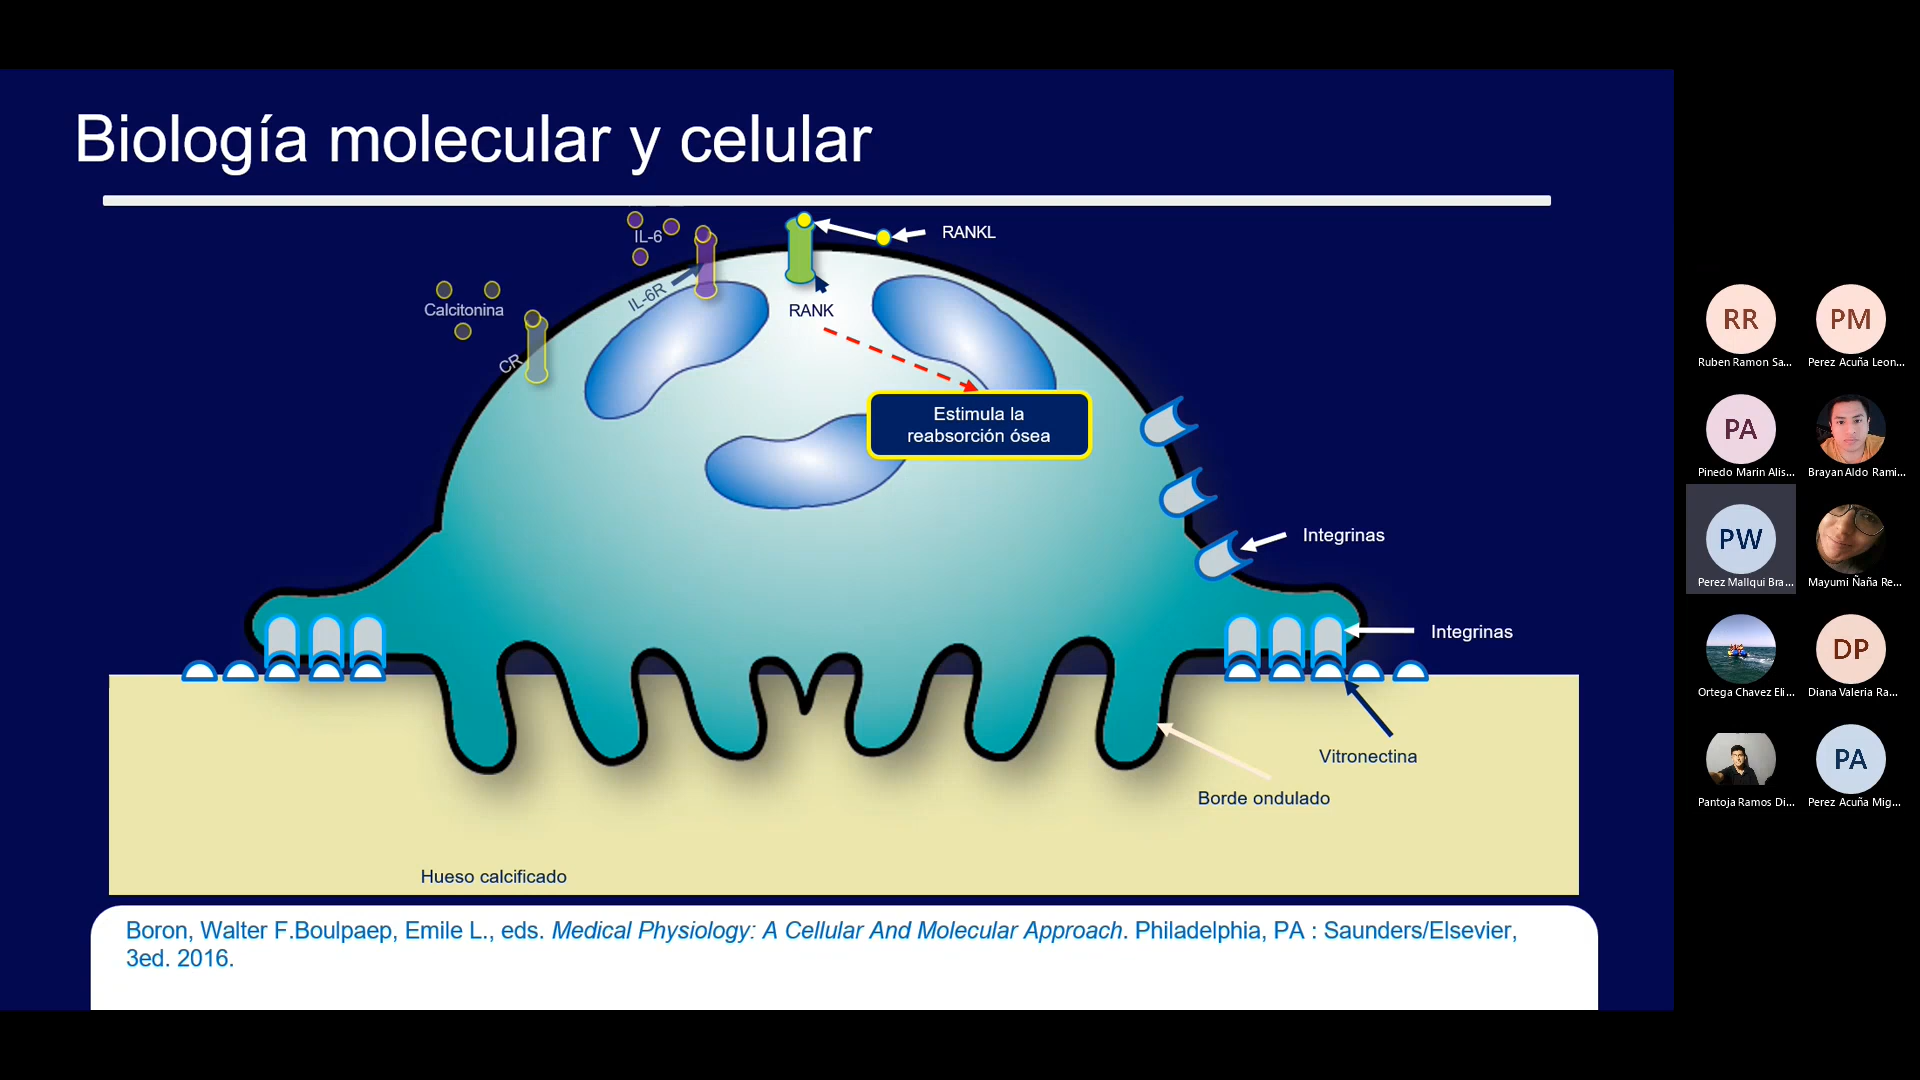 Biología molecular y celular
IL-6
RANKL
IL-6R
Calcitonina
RANK
CR
Estimula la
reabsorción ósea
Integrinas
Integrinas
Vitronectina
Borde ondulado
Hueso calcificado
Boron, Walter F.Boulpaep, Emile L., eds. Medical Physiology: A Cellular And Molecular Approach. Philadelphia, PA : Saunders/Elsevier,
3ed. 2016.
RR
PM
Ruben Ramon Sa...
Perez Acuña Leon...
PA
Pinedo Marin Alis...
Brayan Aldo Rami...
PW
Perez Mallqui Bra...
Mayumi Ñaña Re...
DP
Ortega Chavez Eli...
Diana Valeria Ra...
PA
Pantoja Ramos Di...
Perez Acuña Mig...